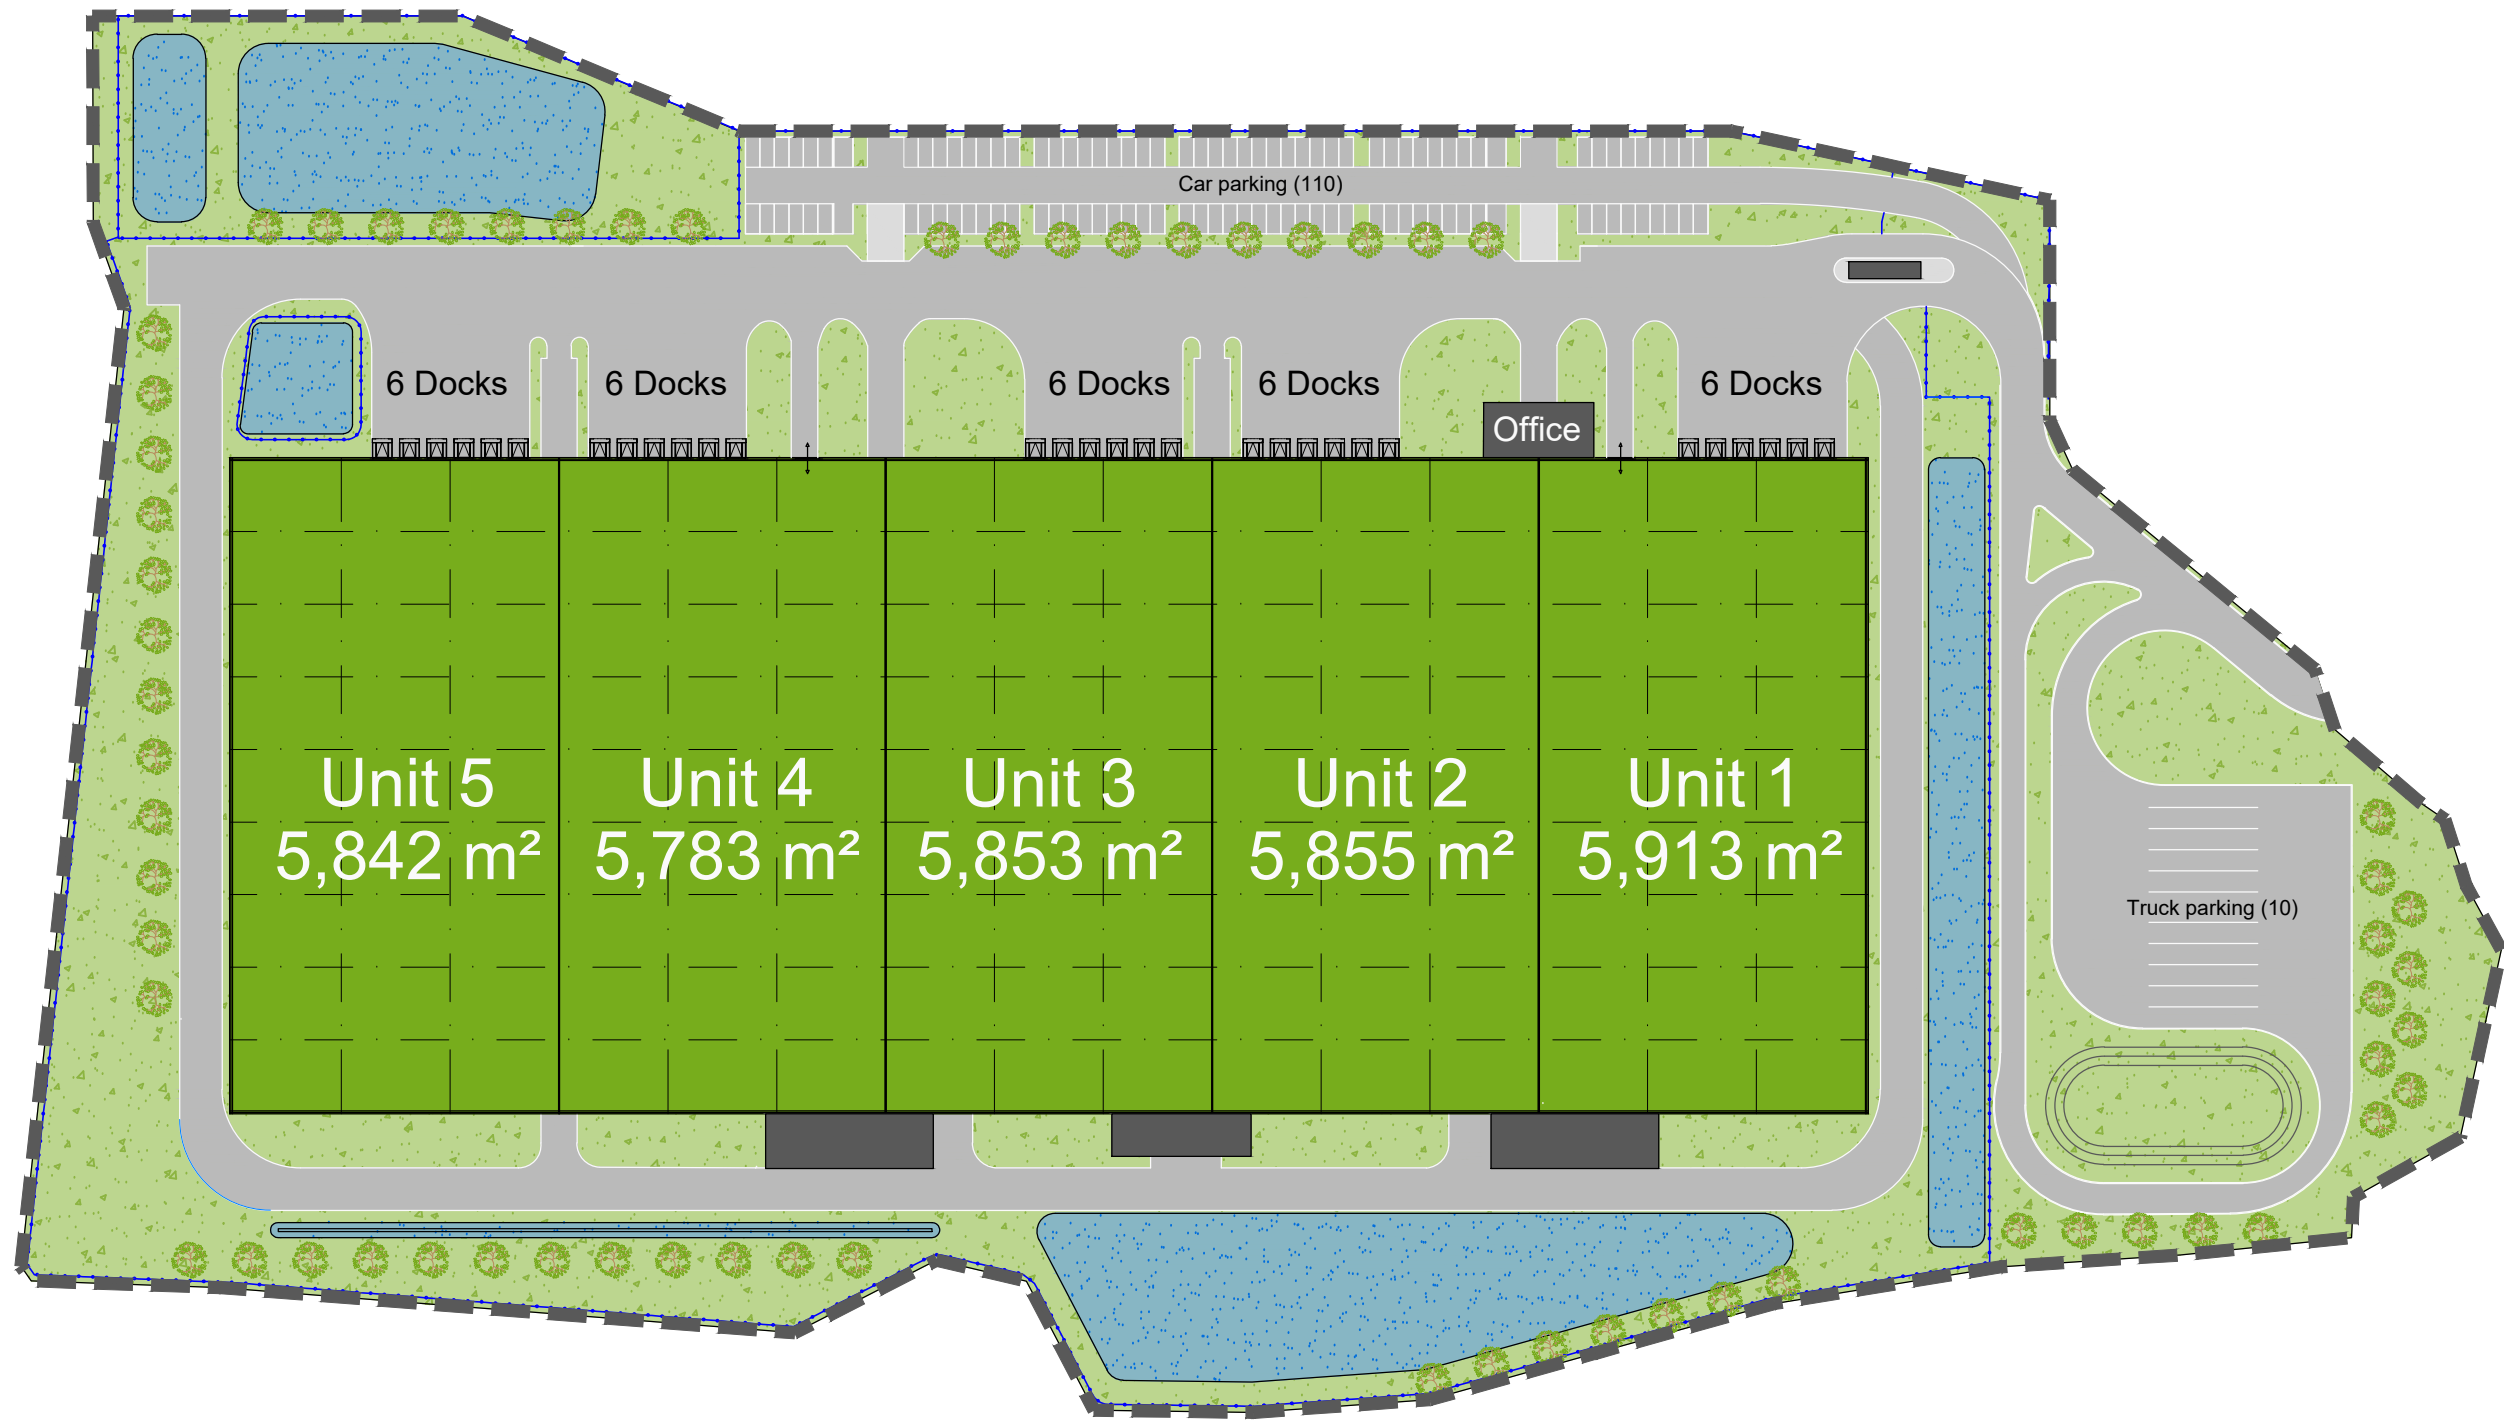 Car parking (110)
6 Docks
6 Docks
6 Docks
6 Docks
6 Docks
Office
Unit 5
5,842 m²
Unit 4
5,783 m²
Unit 3
5,853 m²
Unit 2
5,855 m²
Unit 1
5,913 m²
Truck parking (10)